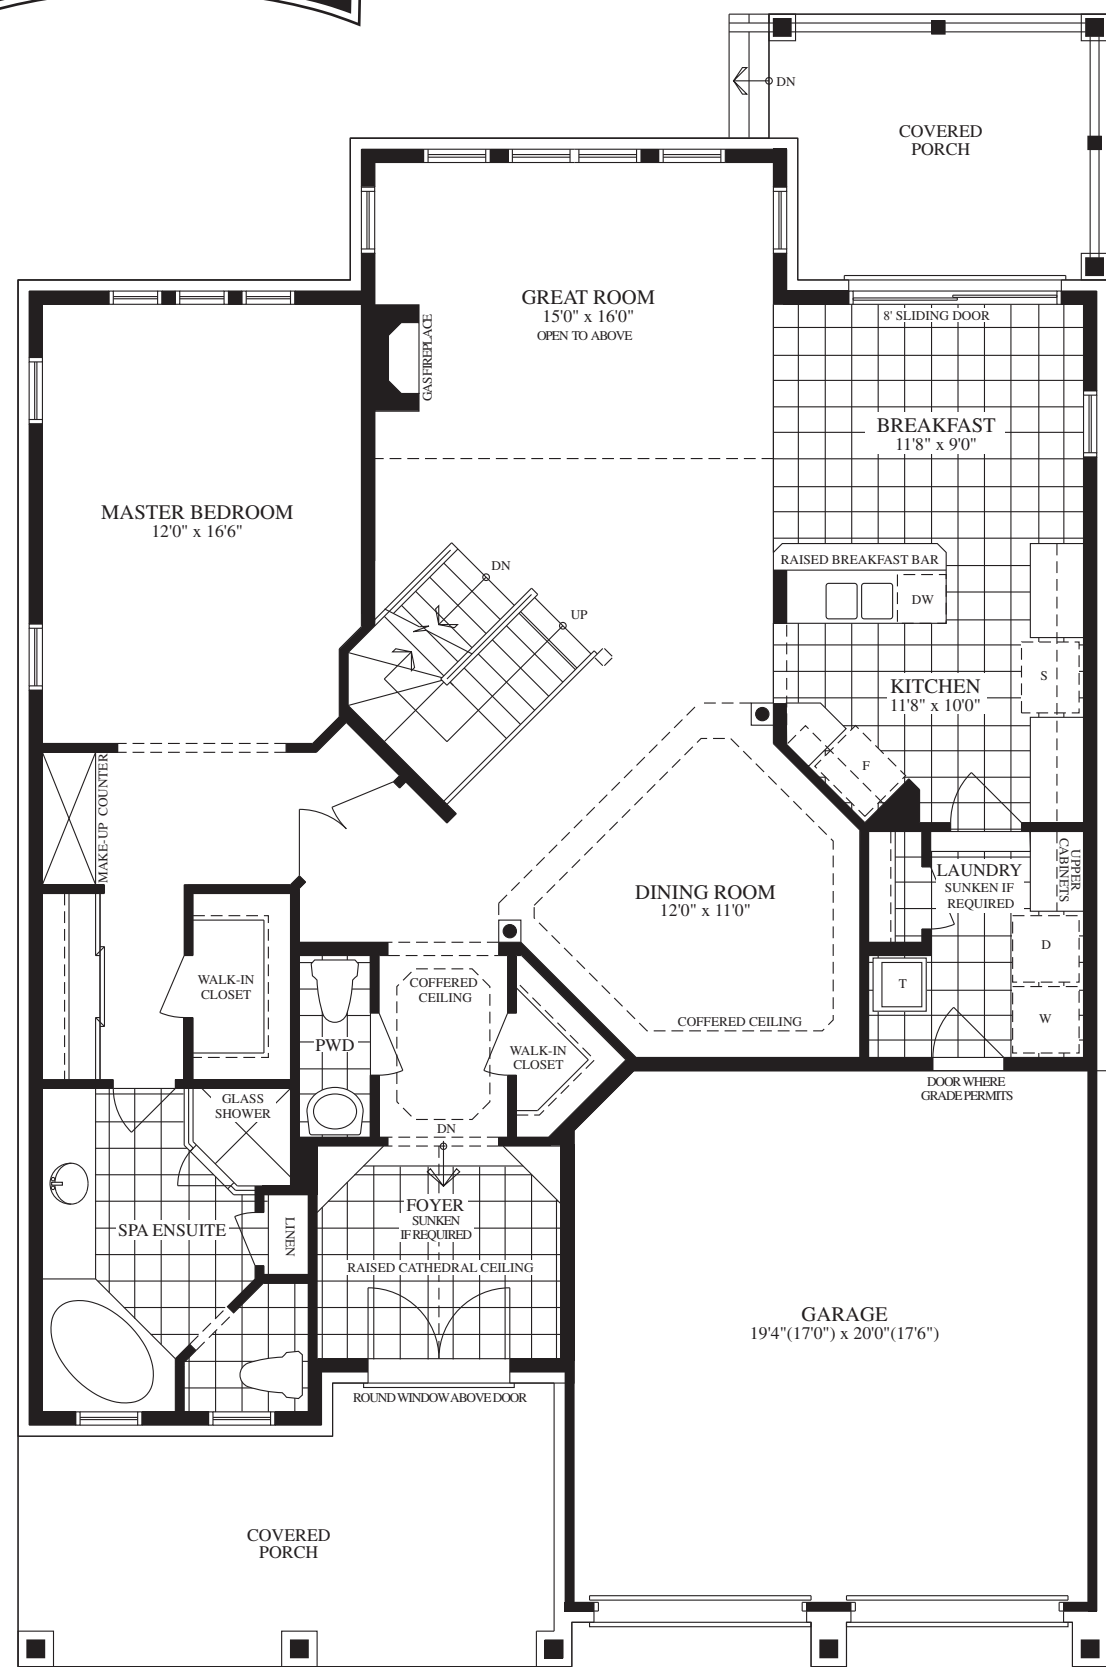 DN
COVERED
PORCH
GREAT ROOM
15'0" x 16'0"
OPEN TO ABOVE
8' SLIDING DOOR
GAS FIREPLACE
BREAKFAST
11'8" x 9'0"
MASTER BEDROOM
12'0" x 16'6"
RAISED BREAKFAST BAR
DN
DW
UP
S
KITCHEN
11'8" x 10'0"
P
F
MAKE-UP COUNTER
UPPER
CABINETS
LAUNDRY
SUNKEN IF
REQUIRED
DINING ROOM
12'0" x 11'0"
D
WALK-IN
CLOSET
COFFERED
CEILING
T
W
COFFERED CEILING
PWD
WALK-IN
CLOSET
DOOR WHERE
GRADE PERMITS
GLASS
SHOWER
DN
FOYER
SUNKEN
IF REQUIRED
SPA ENSUITE
LINEN
RAISED CATHEDRAL CEILING
GARAGE
19'4"(17'0") x 20'0"(17'6")
ROUND WINDOW ABOVE DOOR
COVERED
PORCH